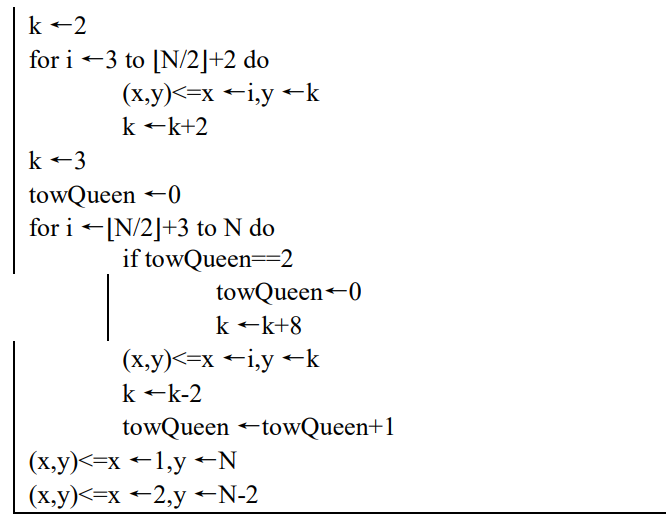 k ←2
for i ←3 to ⌊N/2⌋+2 do
(x,y)<=x ←i,y ←k
k ←k+2
k ←3
towQueen ←0
for i ←⌊N/2⌋+3 to N do
if towQueen==2
towQueen←0
k ←k+8
(x,y)<=x ←i,y ←k
k ←k-2
towQueen ←towQueen+1
(x,y)<=x ←1,y ←N
(x,y)<=x ←2,y ←N-2